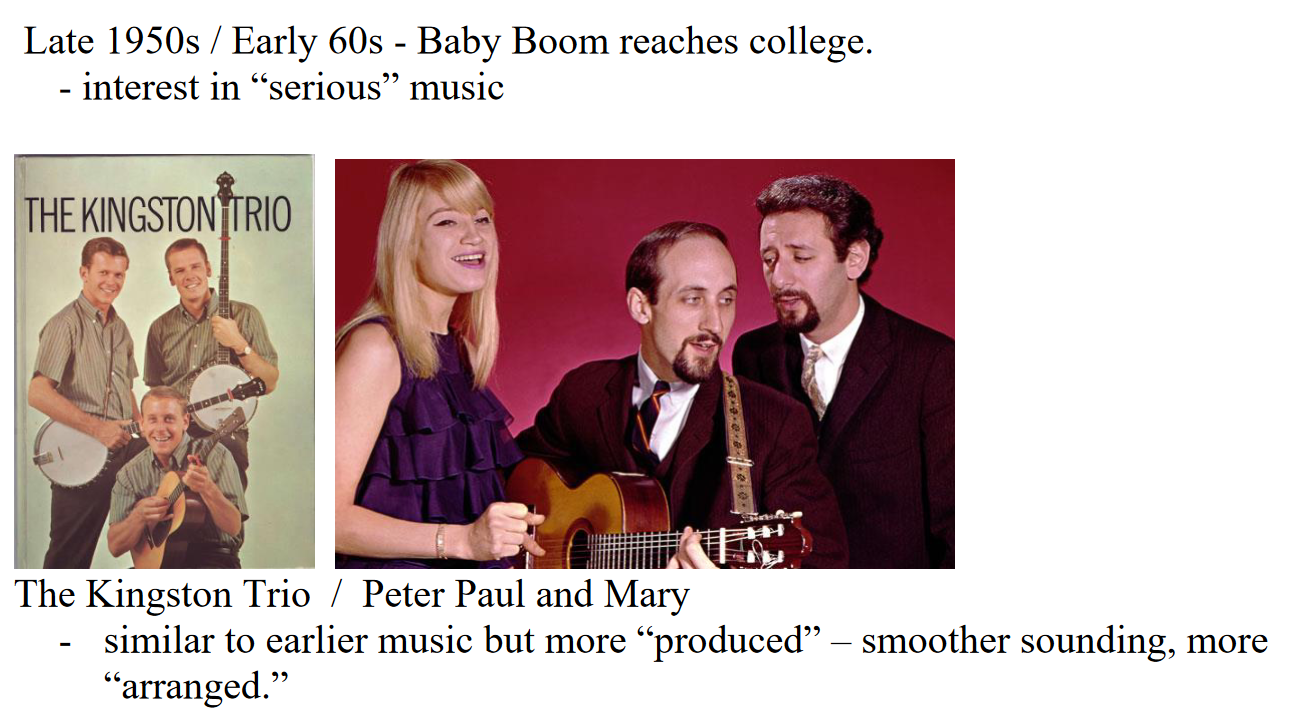 Late 1950s / Early 60s - Baby Boom reaches college.
- interest in “serious” music
THE KINGSTON TRIO
The Kingston Trio / Peter Paul and Mary
- similar to earlier music but more “produced” – smoother sounding, more
“arranged.”